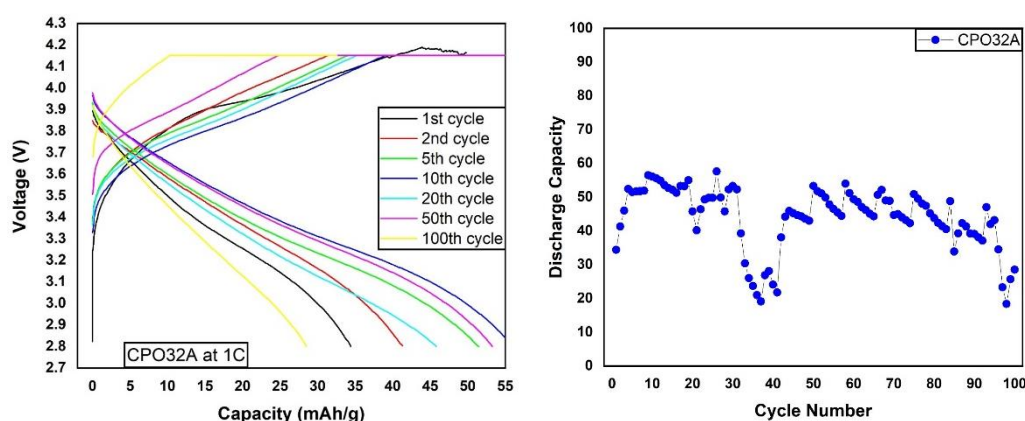 4.3
4.2
4.1
4.0
3.9
3.8
3.7
3.6
3.5
3.4
3.3
3.2
3.1
3.0
2.9
2.8
2.7
Voltage (V)
1st cycle
2nd cycle
5th cycle
10th cycle
20th cycle
50th cycle
100th cycle
CPO32A at 1C
0 5 10 15 20 25 30 35 40 45 50 55
Capacity (mAh/g)
100
90
80
70
60
50
40
30
20
10
0
Discharge Capacity
CPO32A
0 10 20 30 40 50 60 70 80 90 100
Cycle Number